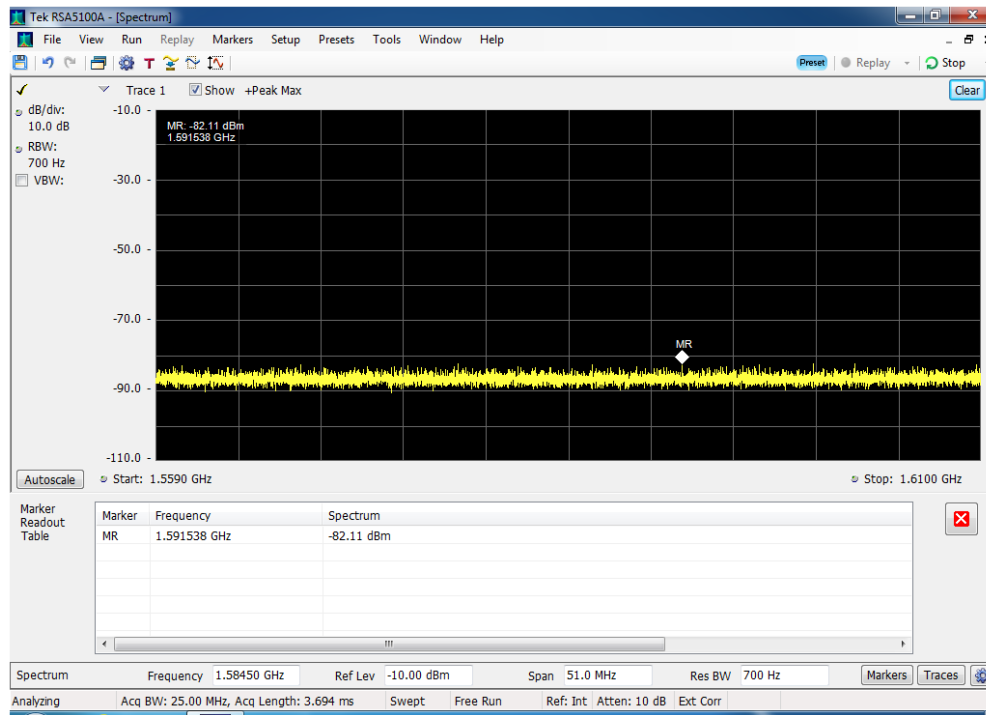 Tek RSA5100A - [Spectrum]
File View Run Replay Markers Setup Presets Tools Window Help
T Preset Replay Stop
Trace 1 Show +Peak Max Clear
dB/div:
10.0 dB
RBW:
700 Hz
VBW:
-10.0
MR: -82.11 dBm
1.591538 GHz
-30.0
-50.0
-70.0
MR
-90.0
-110.0
Autoscale Start: 1.5590 GHz Stop: 1.6100 GHz
Marker
Readout
Table
Marker Frequency Spectrum
MR 1.591538 GHz -82.11 dBm
Spectrum Frequency 1.58450 GHz Ref Lev -10.00 dBm Span 51.0 MHz Res BW 700 Hz Markers Traces
Analyzing Acq BW: 25.00 MHz, Acq Length: 3.694 ms Swept Free Run Ref: Int Atten: 10 dB Ext Corr